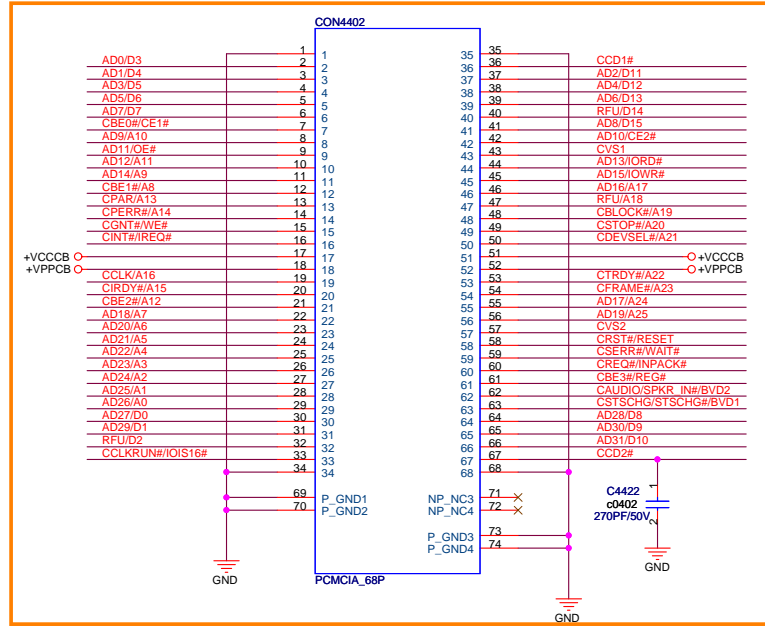 CON4402
1 1 35 35
AD0/D3 2 2 36 36 CCD1#
AD1/D4 3 3 37 37 AD2/D11
AD3/D5 4 4 38 38 AD4/D12
AD5/D6 5 5 39 39 AD6/D13
AD7/D7 6 6 40 40 RFU/D14
CBE0#/CE1# 7 7 41 41 AD8/D15
AD9/A10 8 8 42 42 AD10/CE2#
AD11/OE# 9 9 43 43 CVS1
AD12/A11 10 10 44 44 AD13/IORD#
AD14/A9 11 11 45 45 AD15/IOWR#
CBE1#/A8 12 12 46 46 AD16/A17
CPAR/A13 13 13 47 47 RFU/A18
CPERR#/A14 14 14 48 48 CBLOCK#/A19
CGNT#/WE# 15 15 49 49 CSTOP#/A20
CINT#/IREQ# 16 16 50 50 CDEVSEL#/A21
+VCCCB 17 17 51 51 +VCCCB
+VPPCB 18 18 52 52 +VPPCB
CCLK/A16 19 19 53 53 CTRDY#/A22
CIRDY#/A15 20 20 54 54 CFRAME#/A23
CBE2#/A12 21 21 55 55 AD17/A24
AD18/A7 22 22 56 56 AD19/A25
AD20/A6 23 23 57 57 CVS2
AD21/A5 24 24 58 58 CRST#/RESET
AD22/A4 25 25 59 59 CSERR#/WAIT#
AD23/A3 26 26 60 60 CREQ#/INPACK#
AD24/A2 27 27 61 61 CBE3#/REG#
AD25/A1 28 28 62 62 CAUDIO/SPKR_IN#/BVD2
AD26/A0 29 29 63 63 CSTSCHG/STSCHG#/BVD1
AD27/D0 30 30 64 64 AD28/D8
AD29/D1 31 31 65 65 AD30/D9
RFU/D2 32 32 66 66 AD31/D10
CCLKRUN#/IOIS16# 33 33 67 67 CCD2#
34 34 68 68
69 P_GND1 NP_NC3 71
70 P_GND2 NP_NC4 72
P_GND3 73
P_GND4 74
1
C4422
c0402
270PF/50V
2
GND
GND
PCMCIA_68P
GND